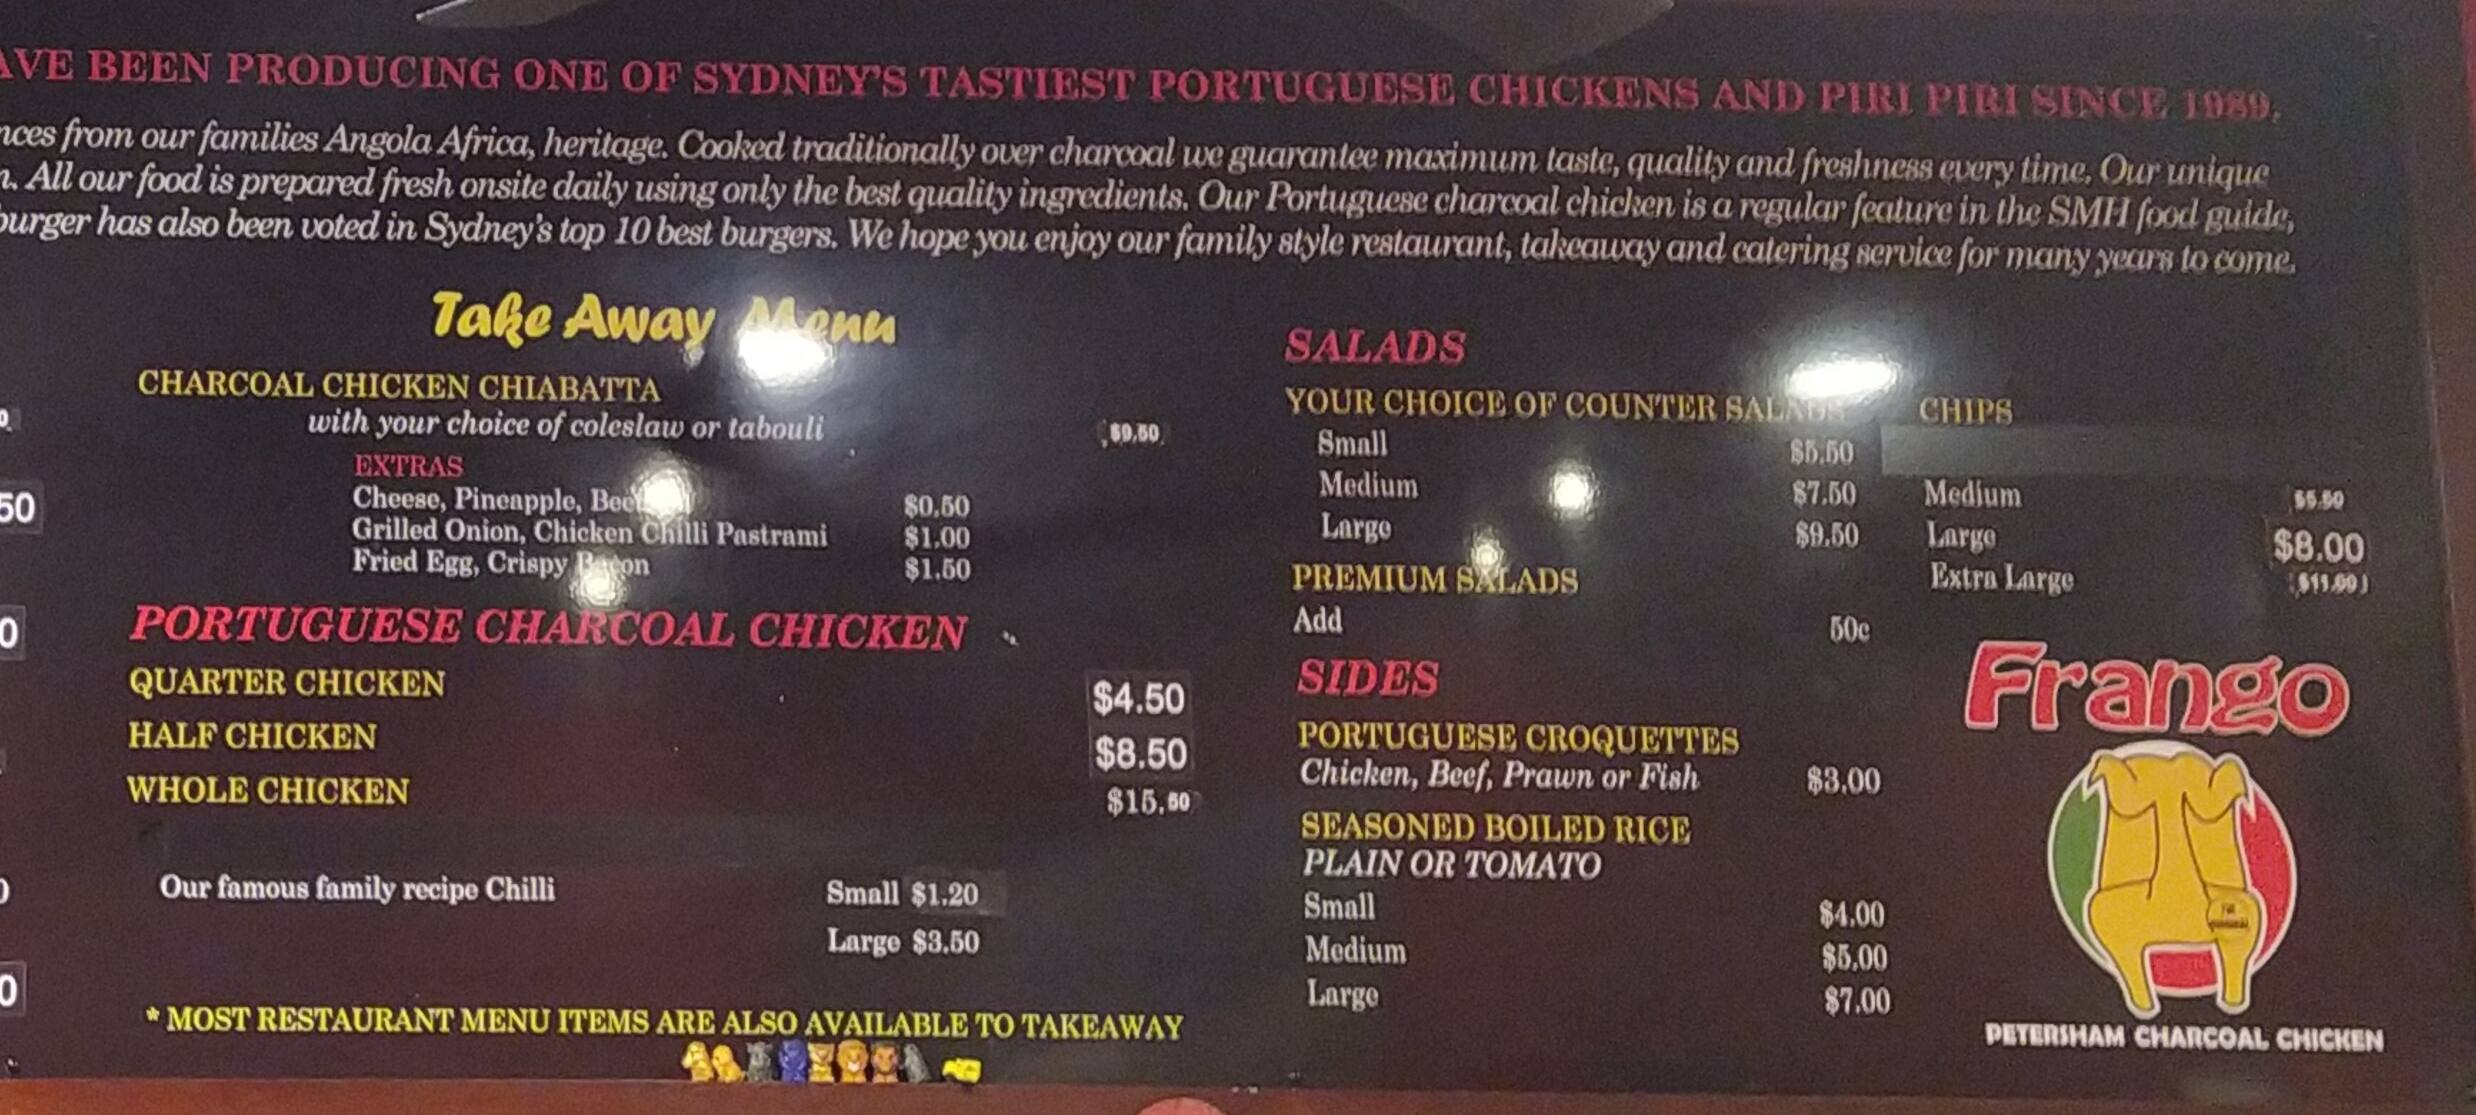 AVE BEEN PRODUCING ONE OF SYDNEY'S TASTIEST PORTUGUESE CHICKENS AND PIRI PIRI SINCE 1989.
from our families Angola Africa, heritage. Cooked traditionally over charcoal we guarantee maximum taste, quality and freshness every time. Our unique
All our food is prepared fresh onsite daily using only the best quality ingredients. Our Portuguese charcoal chicken is a regular feature in the SMH food guide,
burger has also been voted in Sydney's top 10 best burgers. We hope you enjoy our family style restaurant, takeaway and catering service for many years to come.
Take Away Menu
CHARCOAL CHICKEN CHIABATTA
with your choice of coleslaw or tabouli $9.50
EXTRAS
Cheese, Pineapple, $0.50
Grilled Onion, Chicken Chilli Pastrami $1.00
Fried Egg, Crispy Bacon $1.50
PORTUGUESE CHARCOAL CHICKEN
QUARTER CHICKEN $4.50
HALF CHICKEN $8.50
WHOLE CHICKEN $15.50
Our famous family recipe Chilli Small $1.20
Large $3.50
* MOST RESTAURANT MENU ITEMS ARE ALSO AVAILABLE TO TAKEAWAY
SALADS
YOUR CHOICE OF COUNTER SALADS
Small $5.50
Medium $7.50
Large $9.50
PREMIUM SALADS
Add 50c
SIDES
PORTUGUESE CROQUETTES
Chicken, Beef, Prawn or Fish $3.00
SEASONED BOILED RICE
PLAIN OR TOMATO
Small $4.00
Medium $5.00
Large $7.00
CHIPS
Medium $5.50
Large $8.00
Extra Large $11.00
Frango
PETERSHAM CHARCOAL CHICKEN